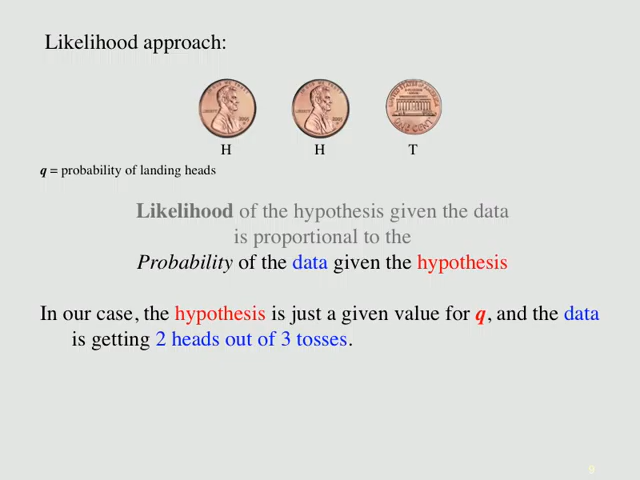 Likelihood approach:
H H T
q = probability of landing heads
Likelihood of the hypothesis given the data
is proportional to the
Probability of the data given the hypothesis
In our case, the hypothesis is just a given value for q, and the data
is getting 2 heads out of 3 tosses.
9